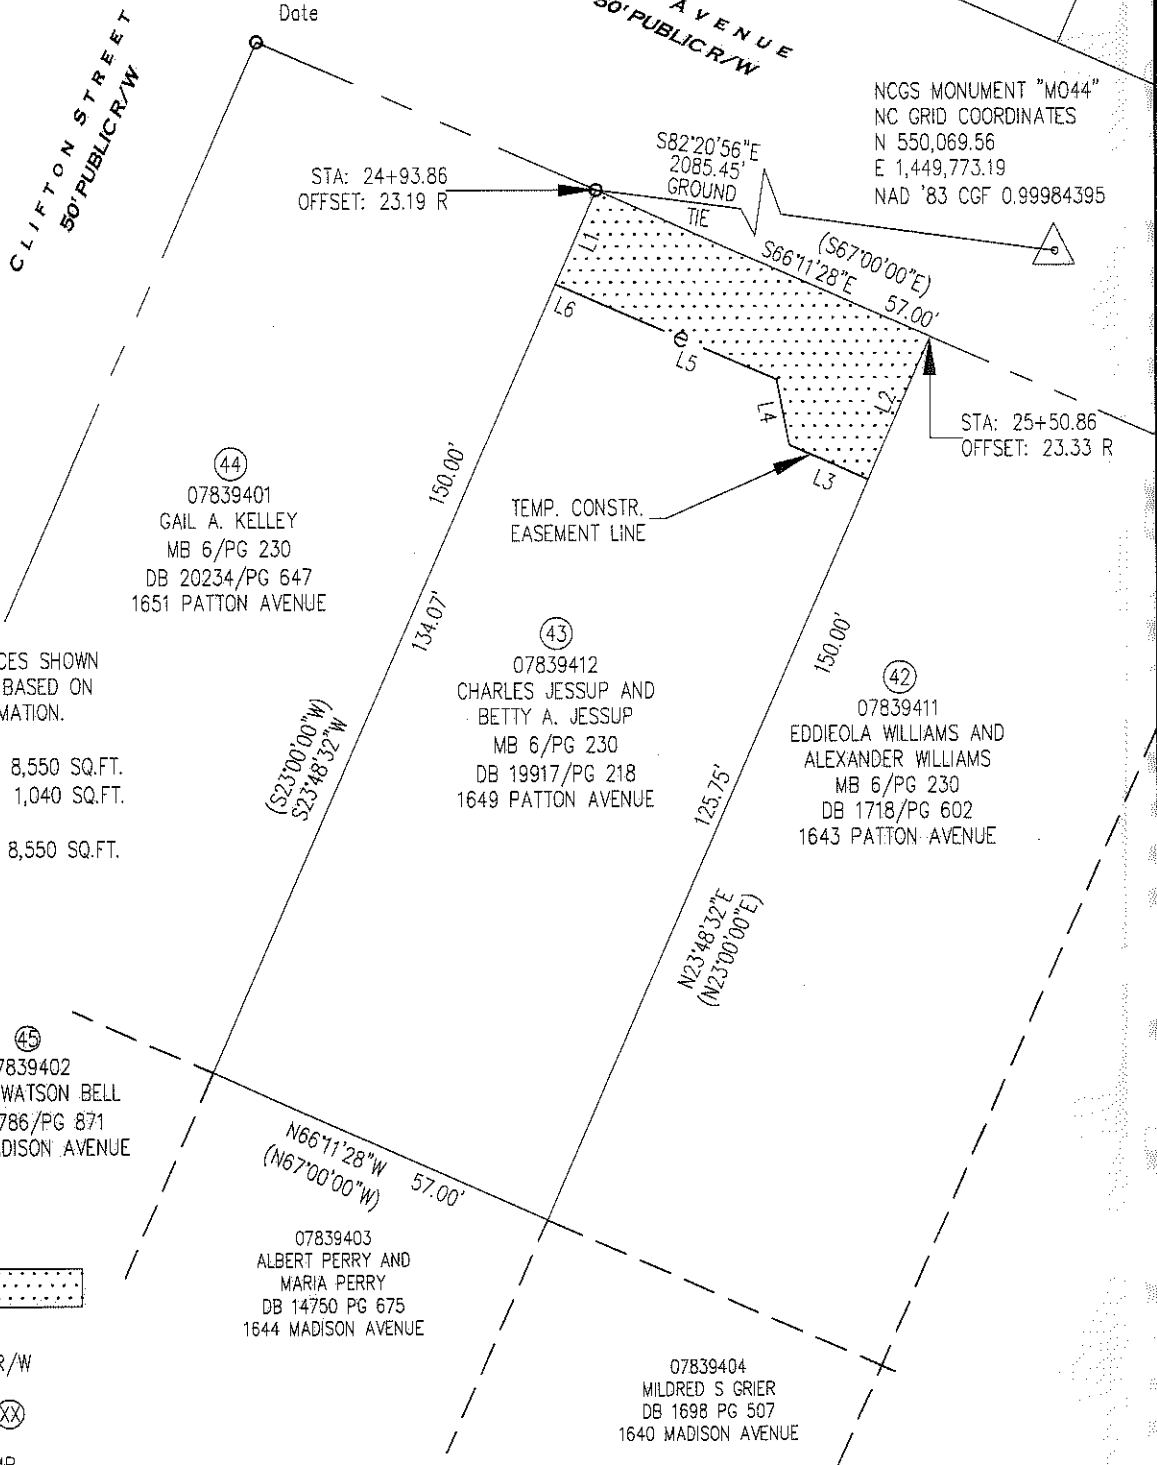 Date
CLIFTON STREET
50' PUBLIC R/W
AVENUE
50' PUBLIC R/W
NCGS MONUMENT "M044"
NC GRID COORDINATES
N 550,069.56
E 1,449,773.19
NAD '83 CGF 0.99984395
S82°20'56"E
2085.45'
GROUND
TIE
STA: 24+93.86
OFFSET: 23.19 R
(S67°00'00"E)
S66°11'28"E 57.00'
L1
L6
L5
L4
L2
L3
STA: 25+50.86
OFFSET: 23.33 R
TEMP. CONSTR.
EASEMENT LINE
44
07839401
GAIL A. KELLEY
MB 6/PG 230
DB 20234/PG 647
1651 PATTON AVENUE
150.00'
134.07'
(S23°00'00"W)
S23°48'32"W
43
07839412
CHARLES JESSUP AND
BETTY A. JESSUP
MB 6/PG 230
DB 19917/PG 218
1649 PATTON AVENUE
150.00'
125.75'
N23°48'32"E
(N23°00'00"E)
42
07839411
EDDIEOLA WILLIAMS AND
ALEXANDER WILLIAMS
MB 6/PG 230
DB 1718/PG 602
1643 PATTON AVENUE
CES SHOWN
BASED ON
MATION.
8,550 SQ.FT.
1,040 SQ.FT.
8,550 SQ.FT.
45
7839402
WATSON BELL
786/PG 871
DISON AVENUE
N66°11'28"W 57.00'
(N67°00'00"W)
07839403
ALBERT PERRY AND
MARIA PERRY
DB 14750 PG 675
1644 MADISON AVENUE
R/W
XX
07839404
MILDRED S GRIER
DB 1698 PG 507
1640 MADISON AVENUE